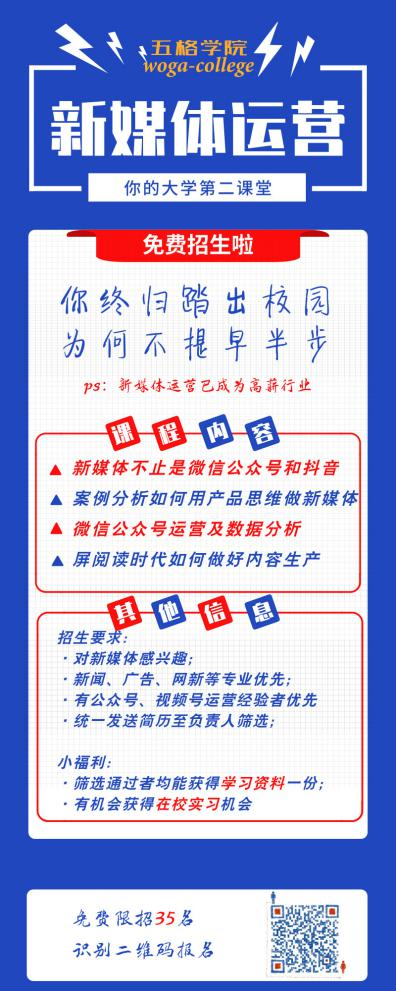 五格学院
woga-college
新媒体运营
你的大学第二课堂
免费招生啦
你终归踏出校园
为何不提早半步
ps：新媒体运营已成为高薪行业
课程内容
▲ 新媒体不止是微信公众号和抖音
▲ 案例分析如何用产品思维做新媒体
▲ 微信公众号运营及数据分析
▲ 屏阅读时代如何做好内容生产
其他信息
招生要求：
·对新媒体感兴趣；
·新闻、广告、网新等专业优先；
·有公众号、视频号运营经验者优先
·统一发送简历至负责人筛选；
小福利：
·筛选通过者均能获得学习资料一份；
·有机会获得在校实习机会
免费限招35名
识别二维码报名